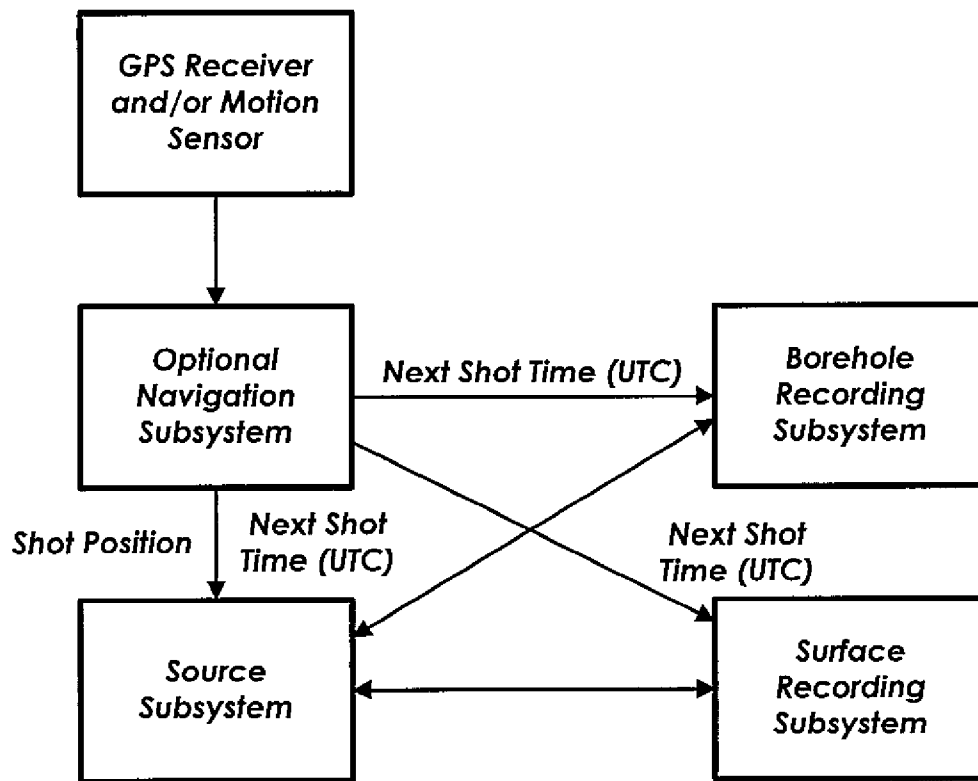 GPS Receiver
and/or Motion
Sensor
Optional
Navigation
Subsystem
Next Shot Time (UTC)
Borehole
Recording
Subsystem
Shot Position
Next Shot
Time (UTC)
Next Shot
Time (UTC)
Source
Subsystem
Surface
Recording
Subsystem